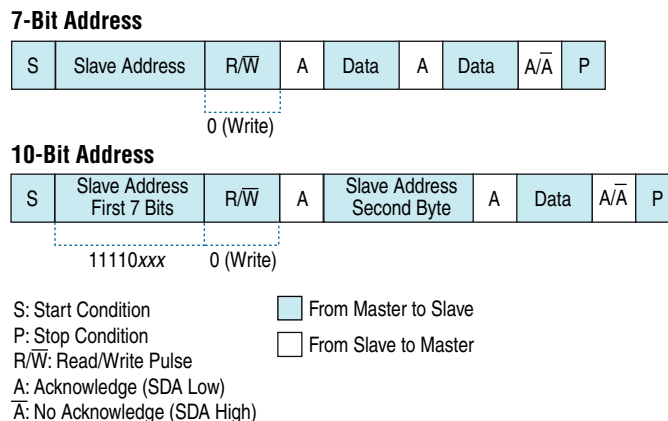 7-Bit Address
S Slave Address R/W̅ A Data A Data A/A̅ P
0 (Write)
10-Bit Address
S Slave Address First 7 Bits R/W̅ A Slave Address Second Byte A Data A/A̅ P
11110xxx 0 (Write)
S: Start Condition
P: Stop Condition
R/W̅: Read/Write Pulse
A: Acknowledge (SDA Low)
A̅: No Acknowledge (SDA High)
From Master to Slave
From Slave to Master